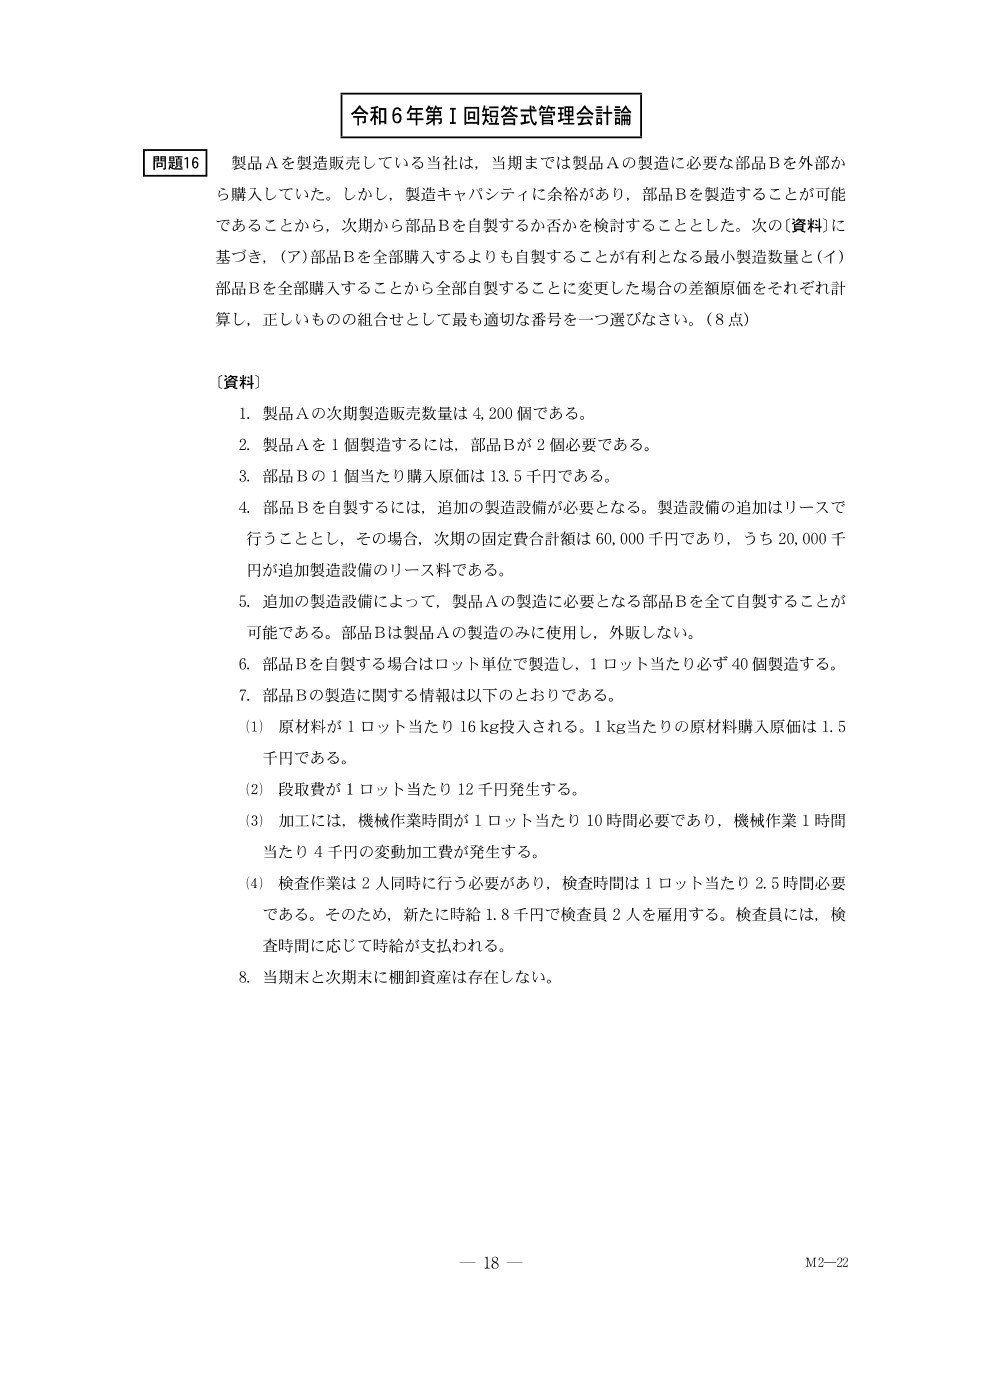 令和６年第Ⅰ回短答式管理会計論
問題16 製品Ａを製造販売している当社は，当期までは製品Ａの製造に必要な部品Ｂを外部か
ら購入していた。しかし，製造キャパシティに余裕があり，部品Ｂを製造することが可能
であることから，次期から部品Ｂを自製するか否かを検討することとした。次の〔資料〕に
基づき，（ア）部品Ｂを全部購入するよりも自製することが有利となる最小製造数量と（イ）
部品Ｂを全部購入することから全部自製することに変更した場合の差額原価をそれぞれ計
算し，正しいものの組合せとして最も適切な番号を一つ選びなさい。（８点）
〔資料〕
1. 製品Ａの次期製造販売数量は 4,200 個である。
2. 製品Ａを 1 個製造するには，部品Ｂが 2 個必要である。
3. 部品Ｂの 1 個当たり購入原価は 13.5 千円である。
4. 部品Ｂを自製するには，追加の製造設備が必要となる。製造設備の追加はリースで
行うこととし，その場合，次期の固定費合計額は 60,000 千円であり，うち 20,000 千
円が追加製造設備のリース料である。
5. 追加の製造設備によって，製品Ａの製造に必要となる部品Ｂを全て自製することが
可能である。部品Ｂは製品Ａの製造のみに使用し，外販しない。
6. 部品Ｂを自製する場合はロット単位で製造し，1 ロット当たり必ず 40 個製造する。
7. 部品Ｂの製造に関する情報は以下のとおりである。
⑴ 原材料が 1 ロット当たり 16 kg投入される。1 kg当たりの原材料購入原価は 1.5
千円である。
⑵ 段取費が 1 ロット当たり 12 千円発生する。
⑶ 加工には，機械作業時間が 1 ロット当たり 10 時間必要であり，機械作業 1 時間
当たり 4 千円の変動加工費が発生する。
⑷ 検査作業は 2 人同時に行う必要があり，検査時間は 1 ロット当たり 2.5 時間必要
である。そのため，新たに時給 1.8 千円で検査員 2 人を雇用する。検査員には，検
査時間に応じて時給が支払われる。
8. 当期末と次期末に棚卸資産は存在しない。
― 18 ―
M2―22